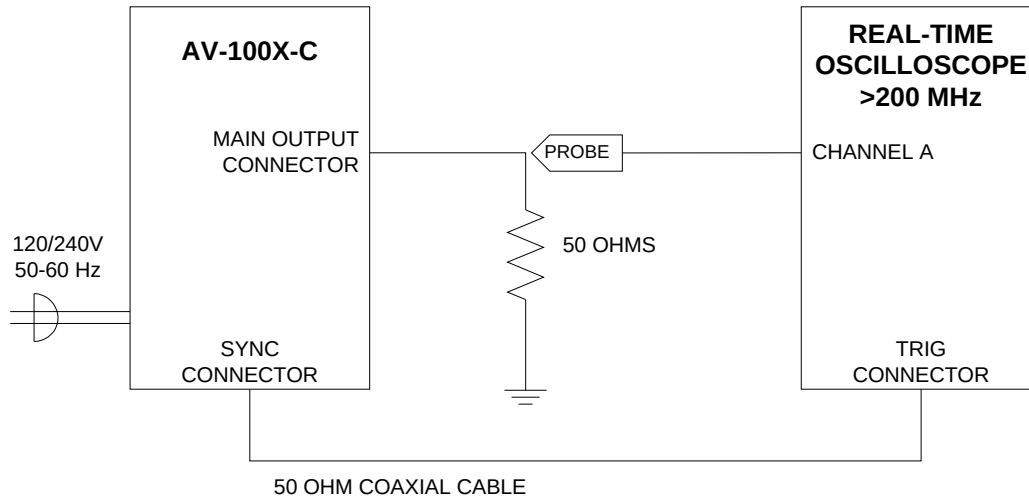 AV-100X-C
REAL-TIME
OSCILLOSCOPE
>200 MHz
MAIN OUTPUT
CONNECTOR
PROBE
CHANNEL A
120/240V
50-60 Hz
50 OHMS
SYNC
CONNECTOR
TRIG
CONNECTOR
50 OHM COAXIAL CABLE